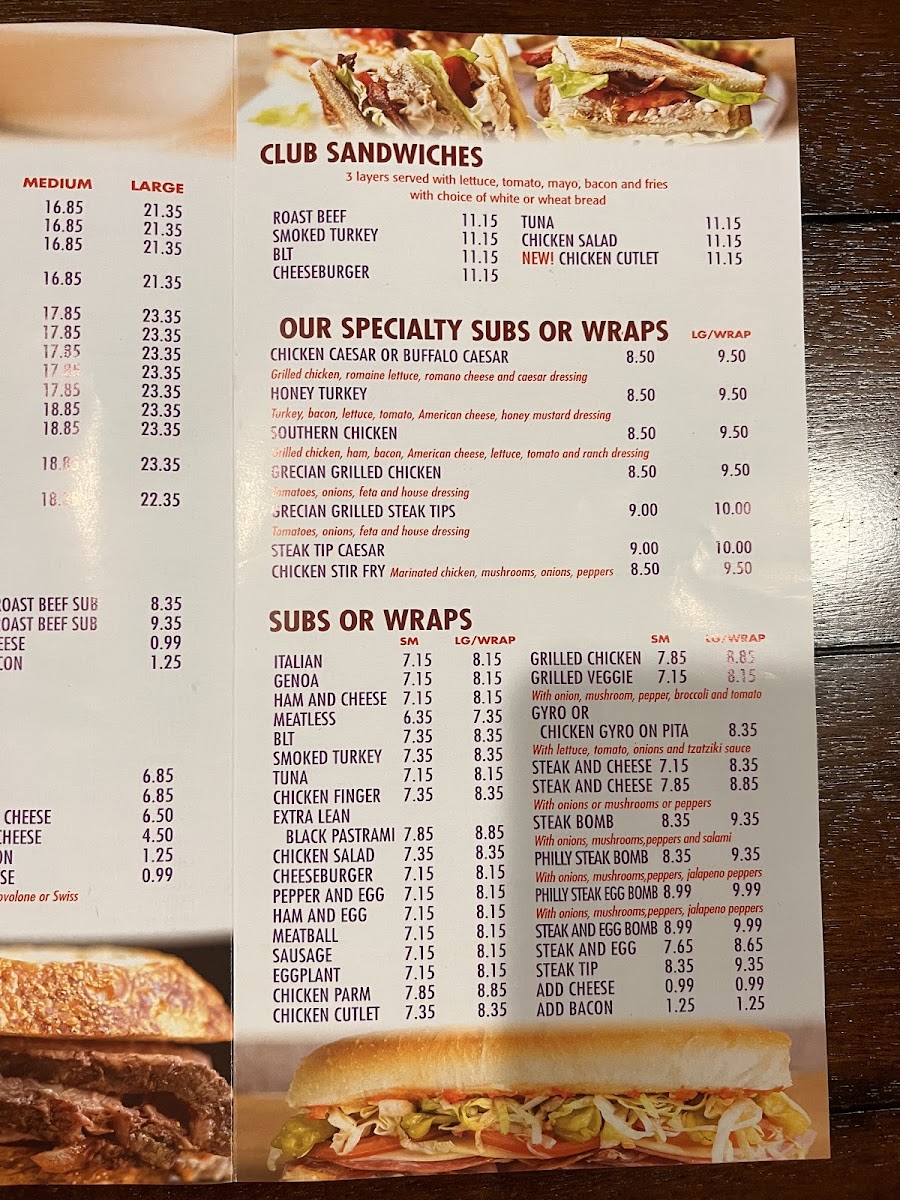 MEDIUM LARGE
16.85 21.35
16.85 21.35
16.85 21.35
16.85 21.35
17.85 23.35
17.85 23.35
17.85 23.35
17.85 23.35
17.85 23.35
18.85 23.35
18.85 23.35
23.35
22.35
ROAST BEEF SUB 8.35
ROAST BEEF SUB 9.35
0.99
1.25
6.85
6.85
CHEESE 6.50
CHEESE 4.50
1.25
0.99
or Swiss
CLUB SANDWICHES
3 layers served with lettuce, tomato, mayo, bacon and fries
with choice of white or wheat bread
ROAST BEEF 11.15
SMOKED TURKEY 11.15
BLT 11.15
CHEESEBURGER 11.15
TUNA 11.15
CHICKEN SALAD 11.15
NEW! CHICKEN CUTLET 11.15
OUR SPECIALTY SUBS OR WRAPS LG/WRAP
CHICKEN CAESAR OR BUFFALO CAESAR 8.50 9.50
Grilled chicken, romaine lettuce, romano cheese and caesar dressing
HONEY TURKEY 8.50 9.50
Turkey, bacon, lettuce, tomato, American cheese, honey mustard dressing
SOUTHERN CHICKEN 8.50 9.50
Grilled chicken, ham, bacon, American cheese, lettuce, tomato and ranch dressing
GRECIAN GRILLED CHICKEN 8.50 9.50
Tomatoes, onions, feta and house dressing
GRECIAN GRILLED STEAK TIPS 9.00 10.00
Tomatoes, onions, feta and house dressing
STEAK TIP CAESAR 9.00 10.00
CHICKEN STIR FRY Marinated chicken, mushrooms, onions, peppers 8.50 9.50
SUBS OR WRAPS
SM LG/WRAP
ITALIAN 7.15 8.15
GENOA 7.15 8.15
HAM AND CHEESE 7.15 8.15
MEATLESS 6.35 7.35
BLT 7.35 8.35
SMOKED TURKEY 7.35 8.35
TUNA 7.15 8.15
CHICKEN FINGER 7.35 8.35
EXTRA LEAN
BLACK PASTRAMI 7.85 8.85
CHICKEN SALAD 7.35 8.35
CHEESEBURGER 7.15 8.15
PEPPER AND EGG 7.15 8.15
HAM AND EGG 7.15 8.15
MEATBALL 7.15 8.15
SAUSAGE 7.15 8.15
EGGPLANT 7.15 8.15
CHICKEN PARM 7.85 8.85
CHICKEN CUTLET 7.35 8.35
SM LG/WRAP
GRILLED CHICKEN 7.85 8.85
GRILLED VEGGIE 7.15 8.15
With onion, mushroom, pepper, broccoli and tomato
GYRO OR
CHICKEN GYRO ON PITA 8.35
With lettuce, tomato, onions and tzatziki sauce
STEAK AND CHEESE 7.15 8.35
STEAK AND CHEESE 7.85 8.85
With onions or mushrooms or peppers
STEAK BOMB 8.35 9.35
With onions, mushrooms,peppers and salami
PHILLY STEAK BOMB 8.35 9.35
With onions, mushrooms,peppers, jalapeno peppers
PHILLY STEAK EGG BOMB 8.99 9.99
With onions, mushrooms,peppers, jalapeno peppers
STEAK AND EGG BOMB 8.99 9.99
STEAK AND EGG 7.65 8.65
STEAK TIP 8.35 9.35
ADD CHEESE 0.99 0.99
ADD BACON 1.25 1.25